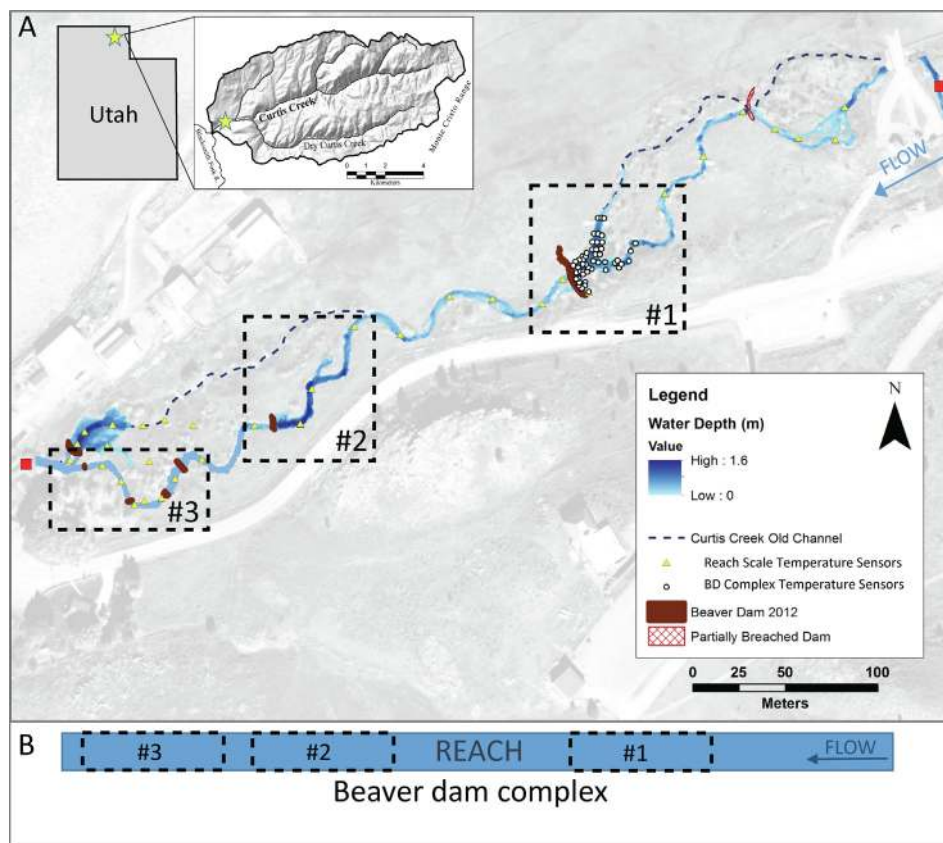 A
Utah
Curtis Creek
Dry Curtis Creek
Monte Cristo Range
0 1 2 4
Kilometers
FLOW
#1
#2
#3
Legend
Water Depth (m)
Value
High : 1.6
Low : 0
N
Curtis Creek Old Channel
Reach Scale Temperature Sensors
BD Complex Temperature Sensors
Beaver Dam 2012
Partially Breached Dam
0 25 50 100
Meters
B
#3 #2 REACH #1 FLOW
Beaver dam complex